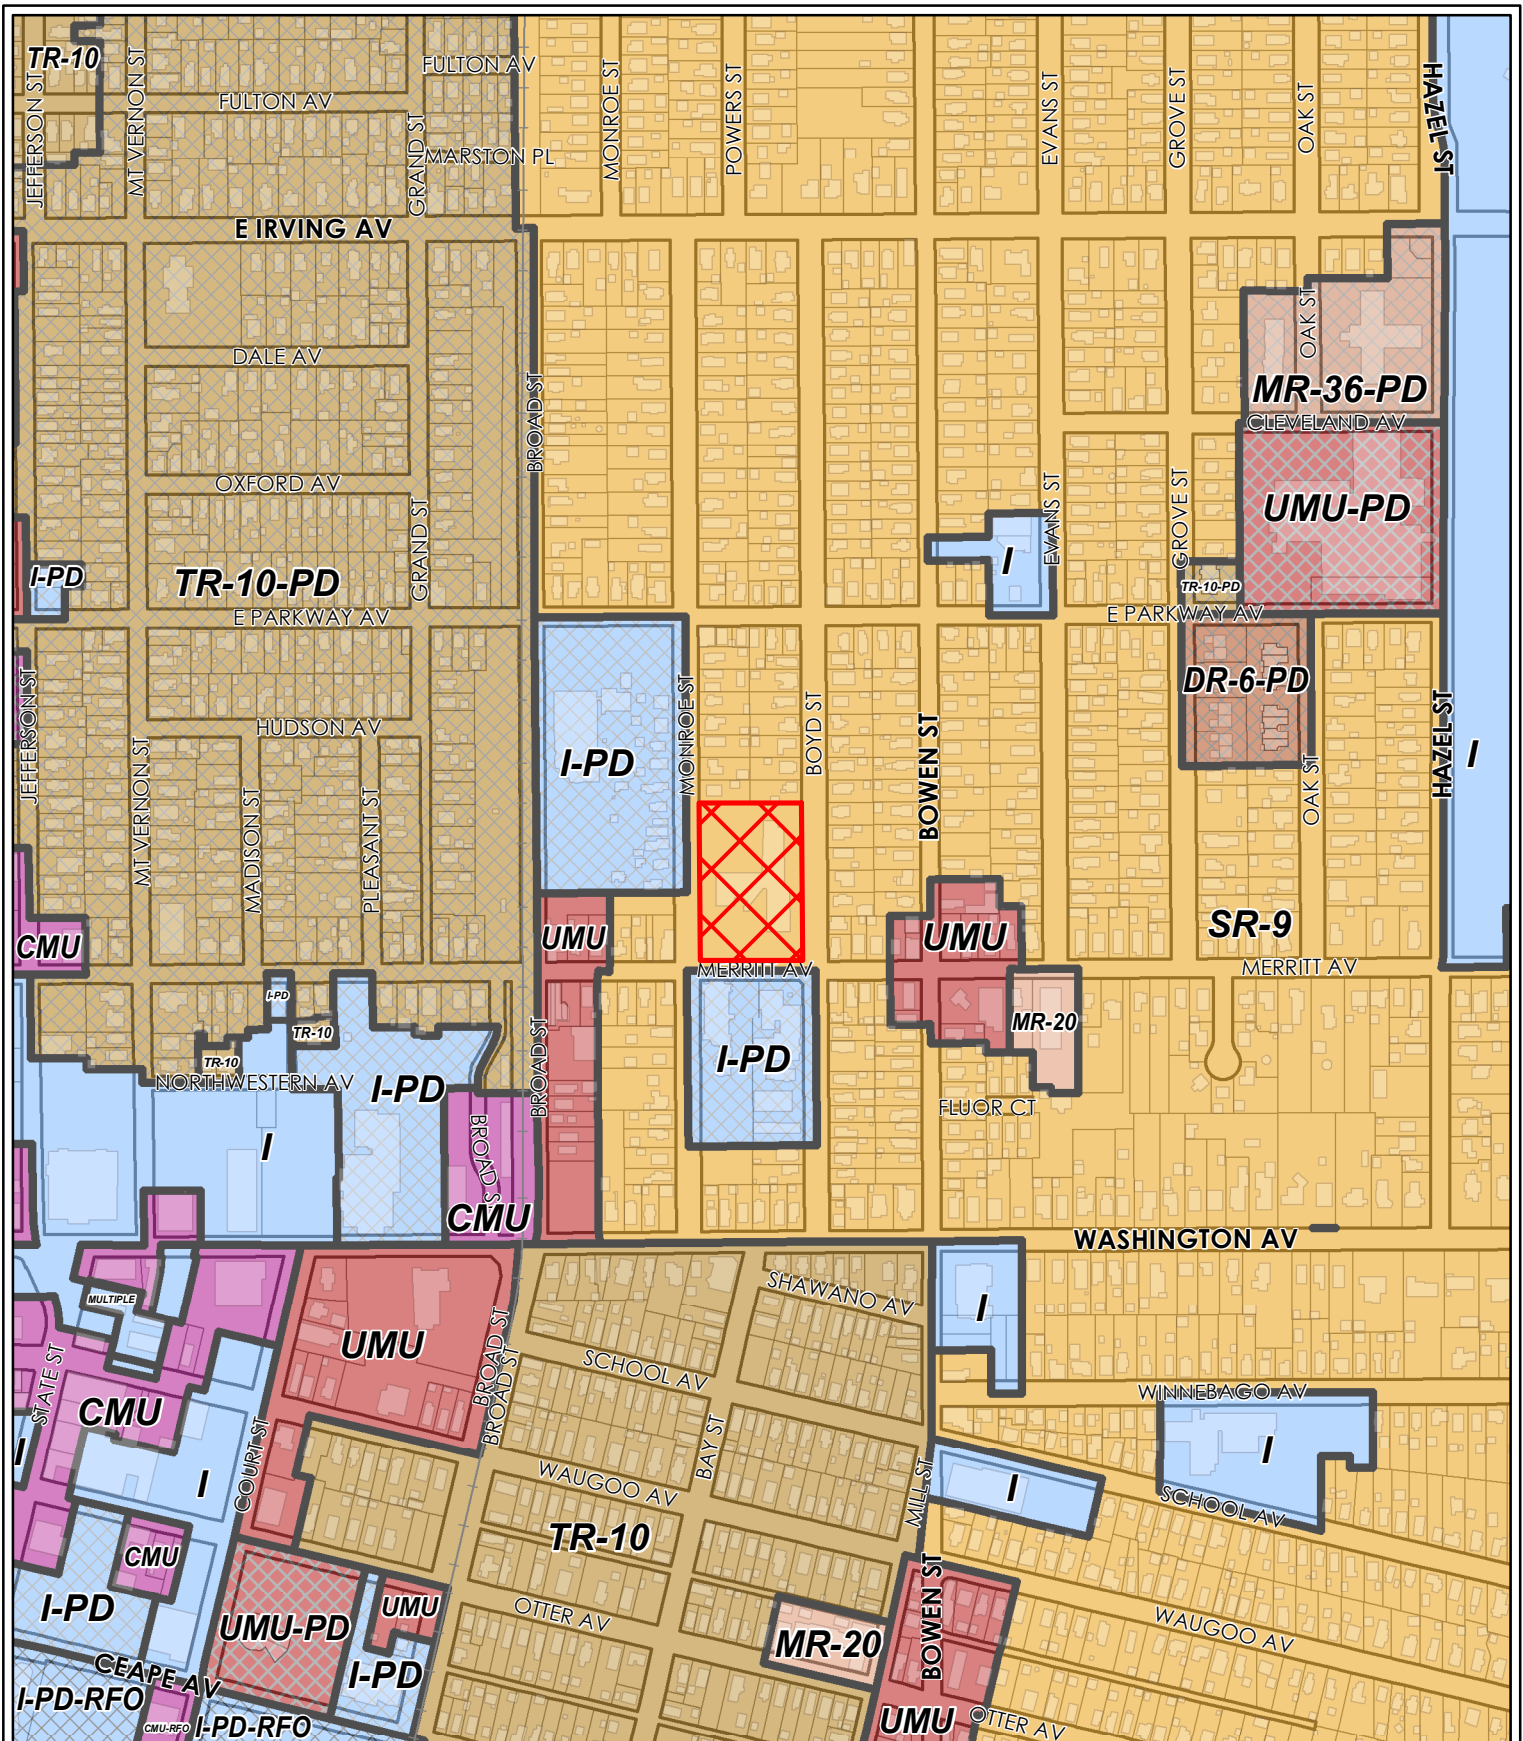 TR-10
JEFFERSON ST
MT VERNON ST
FULTON AV
FULTON AV
MARSTON PL
GRAND ST
MONROE ST
POWERS ST
EVANS ST
GROVE ST
OAK ST
HAZEL ST
E IRVING AV
DALE AV
OXFORD AV
BROAD ST
GRAND ST
OAK ST
MR-36-PD
CLEVELAND AV
UMU-PD
EVANS ST
GROVE ST
I
I-PD
TR-10-PD
TR-10-PD
E PARKWAY AV
E PARKWAY AV
DR-6-PD
JEFFERSON ST
HUDSON AV
MT VERNON ST
MADISON ST
PLEASANT ST
I-PD
MONROE ST
BOYD ST
BOWEN ST
OAK ST
HAZEL ST
I
CMU
UMU
UMU
SR-9
MERRITT AV
MERRITT AV
I-PD
TR-10
TR-10
NORTHWESTERN AV
I-PD
BROAD ST
I-PD
MR-20
FLUOR CT
I
BROAD S
CMU
WASHINGTON AV
MULTIPLE
UMU
BROAD ST
BROAD ST
SHAWANO AV
I
SCHOOL AV
STATE ST
CMU
BAY ST
WINNEBAGO AV
I
I
COURT ST
I
WAUGOO AV
MILL ST
I
SCHOOL AV
CMU
TR-10
I-PD
UMU-PD
UMU
OTTER AV
BOWEN ST
WAUGOO AV
MR-20
CEAPE AV
I-PD
I-PD-RFO
CMU-RFO
I-PD-RFO
UMU
OTTER AV